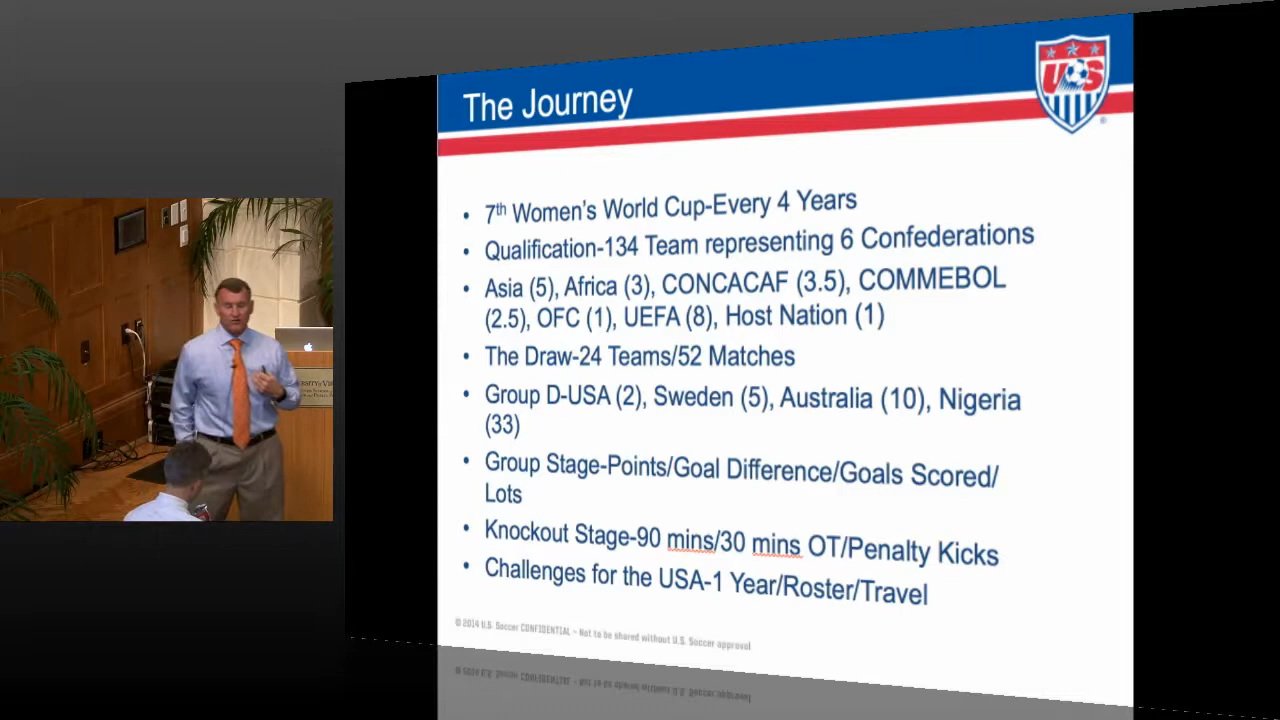 The Journey
US
®
• 7th Women's World Cup-Every 4 Years
• Qualification-134 Team representing 6 Confederations
• Asia (5), Africa (3), CONCACAF (3.5), COMMEBOL
(2.5), OFC (1), UEFA (8), Host Nation (1)
• The Draw-24 Teams/52 Matches
• Group D-USA (2), Sweden (5), Australia (10), Nigeria
(33)
• Group Stage-Points/Goal Difference/Goals Scored/
Lots
• Knockout Stage-90 mins/30 mins OT/Penalty Kicks
• Challenges for the USA-1 Year/Roster/Travel
© 2014 U.S. Soccer CONFIDENTIAL - Not to be shared without U.S. Soccer approval